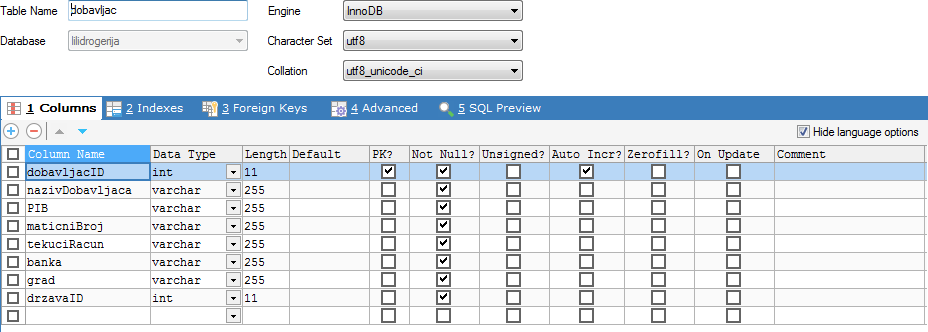 Table Name dobavljac Engine InnoDB
Database lilidrogerija Character Set utf8
Collation utf8_unicode_ci
1 Columns 2 Indexes 3 Foreign Keys 4 Advanced 5 SQL Preview
Hide language options
Column Name Data Type Length Default PK? Not Null? Unsigned? Auto Incr? Zerofill? On Update Comment
dobavljacID int 11
nazivDobavljaca varchar 255
PIB varchar 255
maticniBroj varchar 255
tekuciRacun varchar 255
banka varchar 255
grad varchar 255
drzavaID int 11